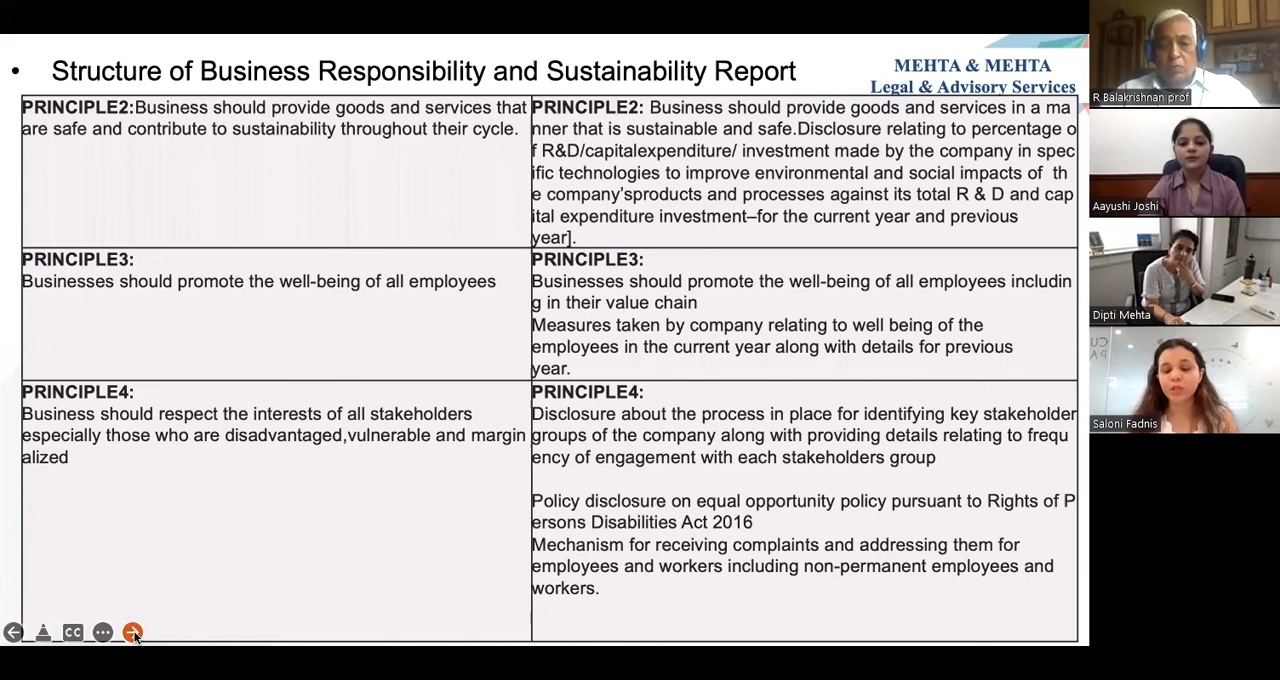 • Structure of Business Responsibility and Sustainability Report
MEHTA & MEHTA
Legal & Advisory Services
PRINCIPLE2:Business should provide goods and services that
are safe and contribute to sustainability throughout their cycle.
PRINCIPLE2: Business should provide goods and services in a ma
nner that is sustainable and safe.Disclosure relating to percentage o
f R&D/capitalexpenditure/ investment made by the company in spec
ific technologies to improve environmental and social impacts of th
e company'sproducts and processes against its total R & D and cap
ital expenditure investment–for the current year and previous
year].
PRINCIPLE3:
Businesses should promote the well-being of all employees
PRINCIPLE3:
Businesses should promote the well-being of all employees includin
g in their value chain
Measures taken by company relating to well being of the
employees in the current year along with details for previous
year.
PRINCIPLE4:
Business should respect the interests of all stakeholders
especially those who are disadvantaged,vulnerable and margin
alized
PRINCIPLE4:
Disclosure about the process in place for identifying key stakeholder
groups of the company along with providing details relating to frequ
ency of engagement with each stakeholders group
Policy disclosure on equal opportunity policy pursuant to Rights of P
ersons Disabilities Act 2016
Mechanism for receiving complaints and addressing them for
employees and workers including non-permanent employees and
workers.
CC
R Balakrishnan prof
Aayushi Joshi
Dipti Mehta
Saloni Fadnis